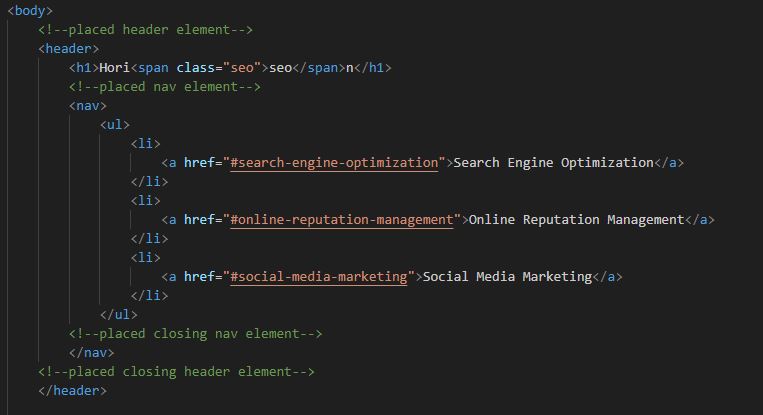 <body>
<!--placed header element-->
<header>
<h1>Hori<span class="seo">seo</span>n</h1>
<!--placed nav element-->
<nav>
<ul>
<li>
<a href="#search-engine-optimization">Search Engine Optimization</a>
</li>
<li>
<a href="#online-reputation-management">Online Reputation Management</a>
</li>
<li>
<a href="#social-media-marketing">Social Media Marketing</a>
</li>
</ul>
<!--placed closing nav element-->
</nav>
<!--placed closing header element-->
</header>